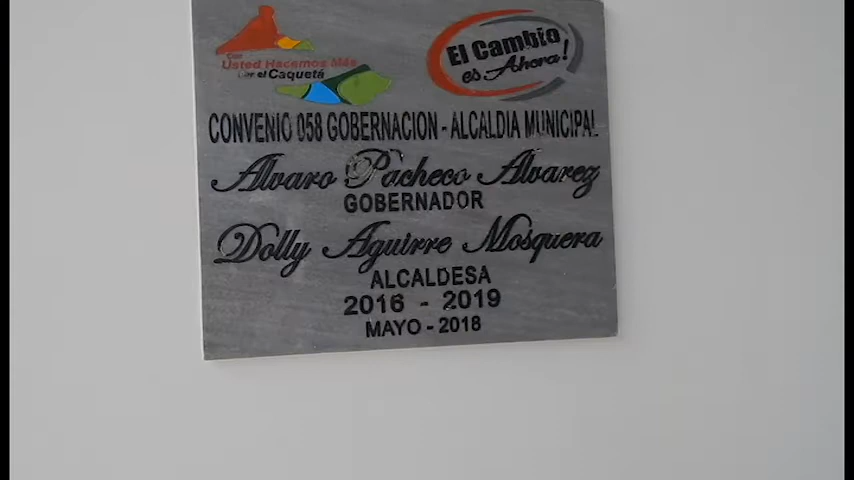 Con
Usted Hacemos Más
por el Caquetá
El Cambio
es Ahora!
CONVENIO 058 GOBERNACION - ALCALDIA MUNICIPAL
Alvaro Pacheco Alvarez
GOBERNADOR
Dolly Aguirre Mosquera
ALCALDESA
2016 - 2019
MAYO - 2018